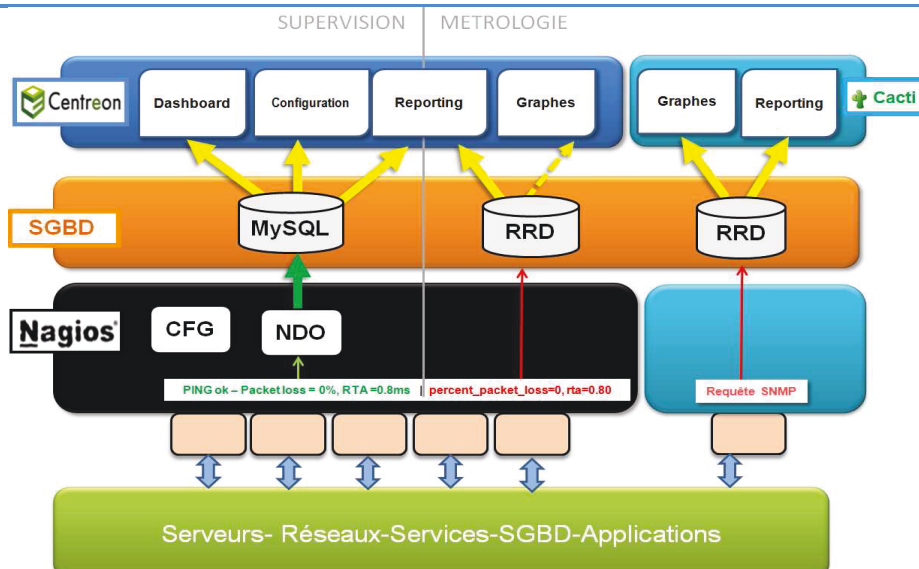 SUPERVISION
METROLOGIE
Centreon
Dashboard
Configuration
Reporting
Graphes
Graphes
Reporting
Cacti
SGBD
MySQL
RRD
RRD
Nagios®
CFG
NDO
PING ok – Packet loss = 0%, RTA =0.8ms | percent_packet_loss=0, rta=0.80
Requête SNMP
Serveurs- Réseaux-Services-SGBD-Applications